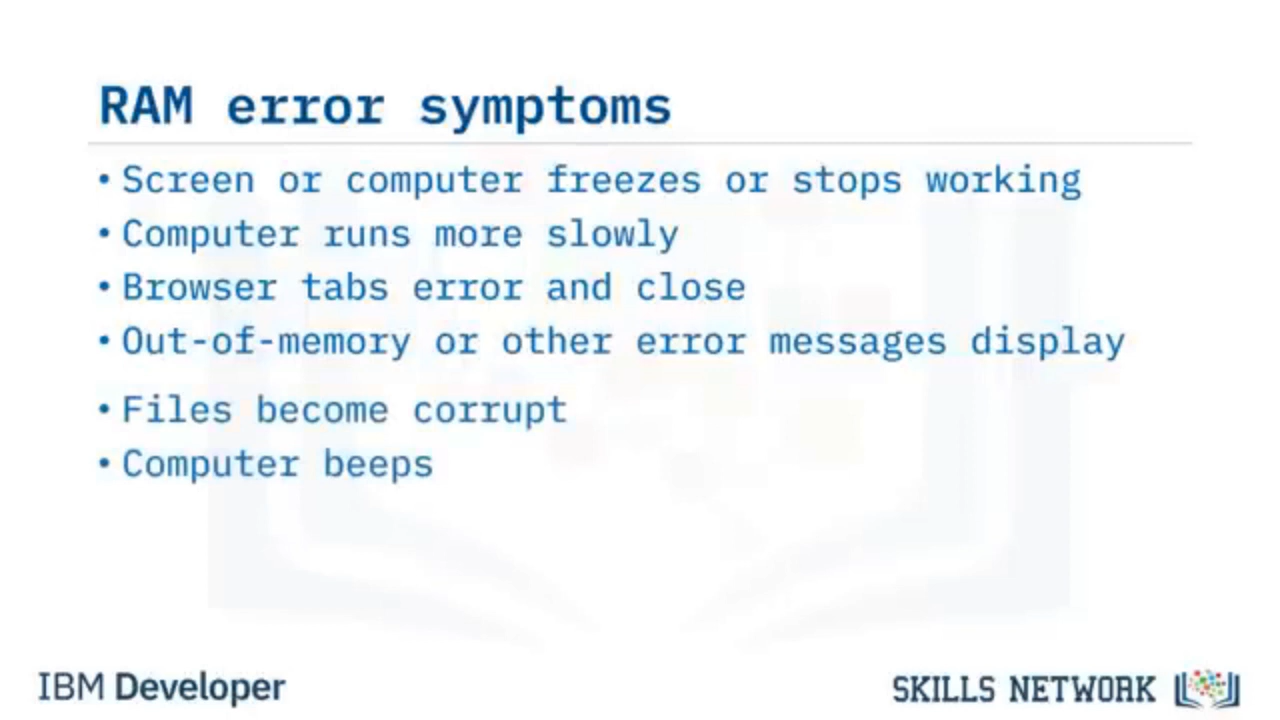 RAM error symptoms
• Screen or computer freezes or stops working
• Computer runs more slowly
• Browser tabs error and close
• Out-of-memory or other error messages display
• Files become corrupt
• Computer beeps
IBM Developer
SKILLS NETWORK